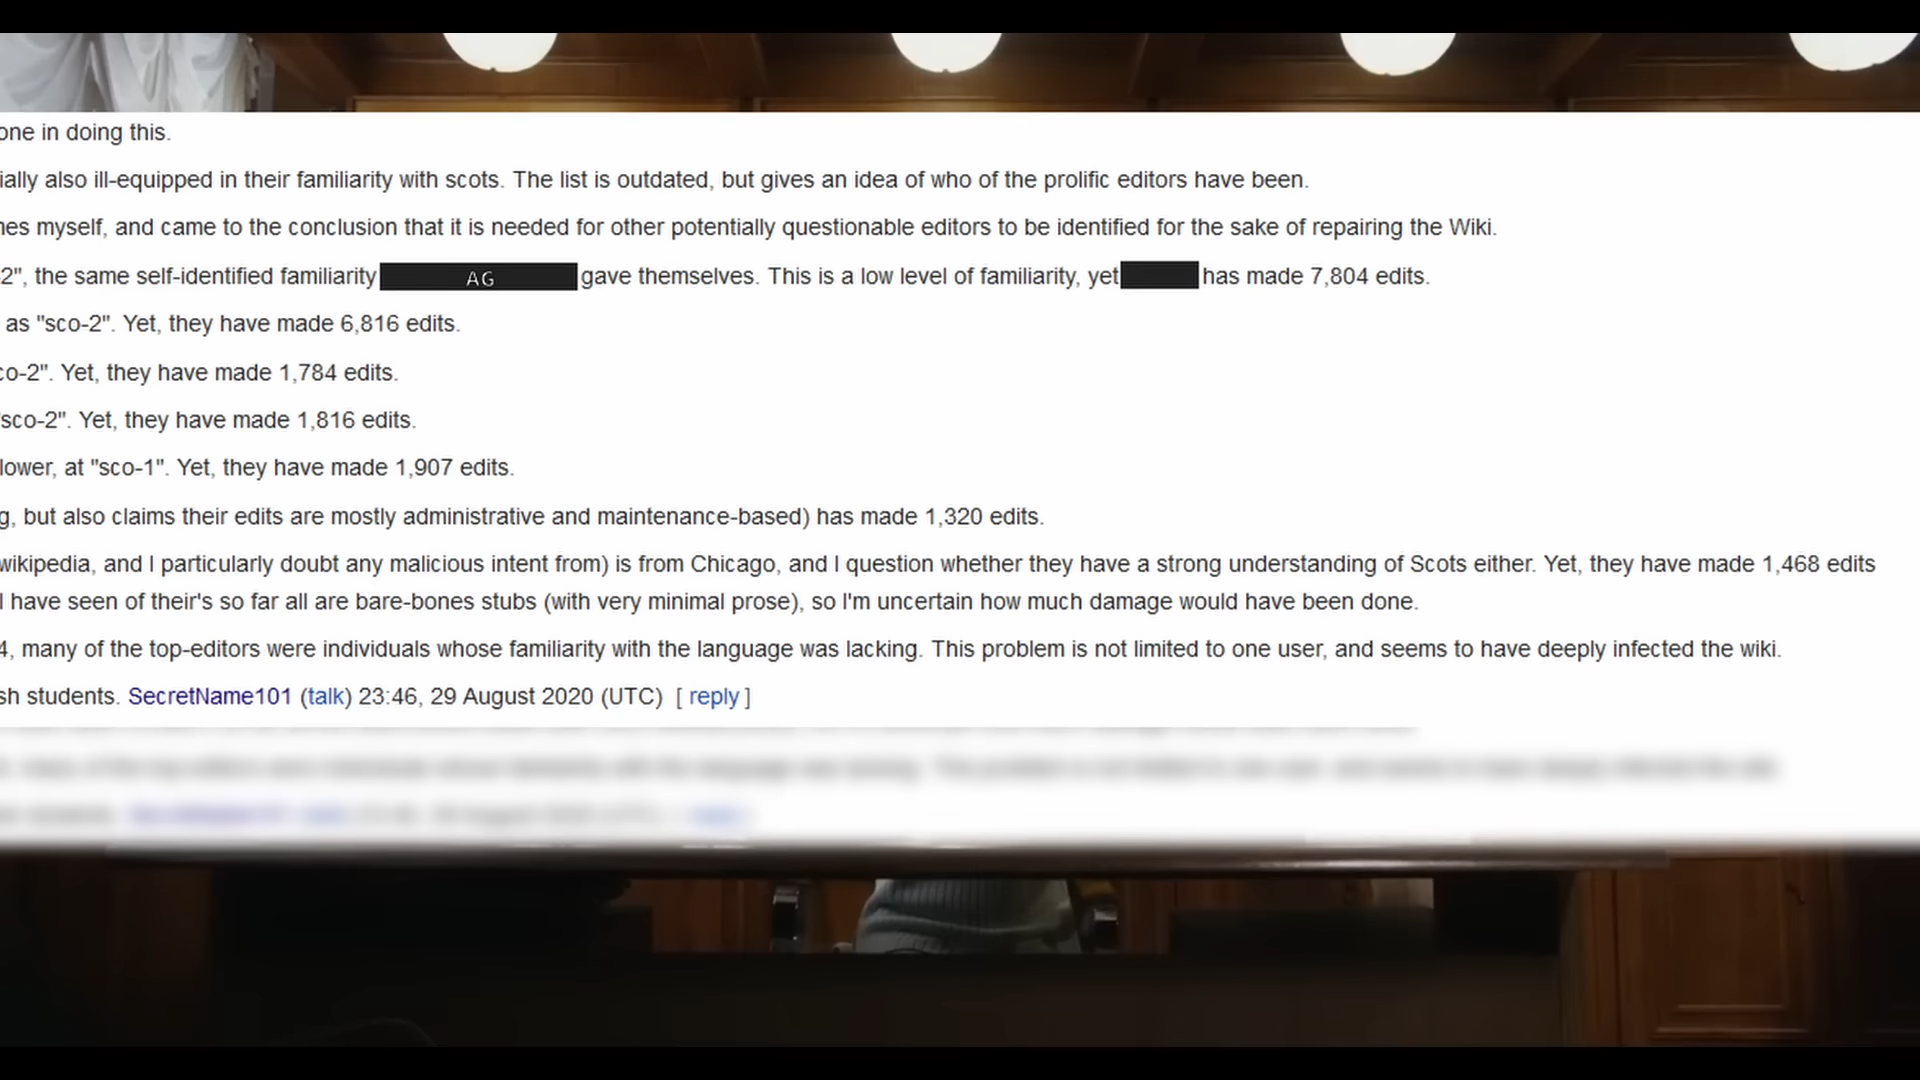 one in doing this.
ially also ill-equipped in their familiarity with scots. The list is outdated, but gives an idea of who of the prolific editors have been.
nes myself, and came to the conclusion that it is needed for other potentially questionable editors to be identified for the sake of repairing the Wiki.
2", the same self-identified familiarity AG gave themselves. This is a low level of familiarity, yet has made 7,804 edits.
as "sco-2". Yet, they have made 6,816 edits.
co-2". Yet, they have made 1,784 edits.
"sco-2". Yet, they have made 1,816 edits.
lower, at "sco-1". Yet, they have made 1,907 edits.
g, but also claims their edits are mostly administrative and maintenance-based) has made 1,320 edits.
wikipedia, and I particularly doubt any malicious intent from) is from Chicago, and I question whether they have a strong understanding of Scots either. Yet, they have made 1,468 edits
I have seen of their's so far all are bare-bones stubs (with very minimal prose), so I'm uncertain how much damage would have been done.
4, many of the top-editors were individuals whose familiarity with the language was lacking. This problem is not limited to one user, and seems to have deeply infected the wiki.
sh students. SecretName101 (talk) 23:46, 29 August 2020 (UTC) [ reply ]